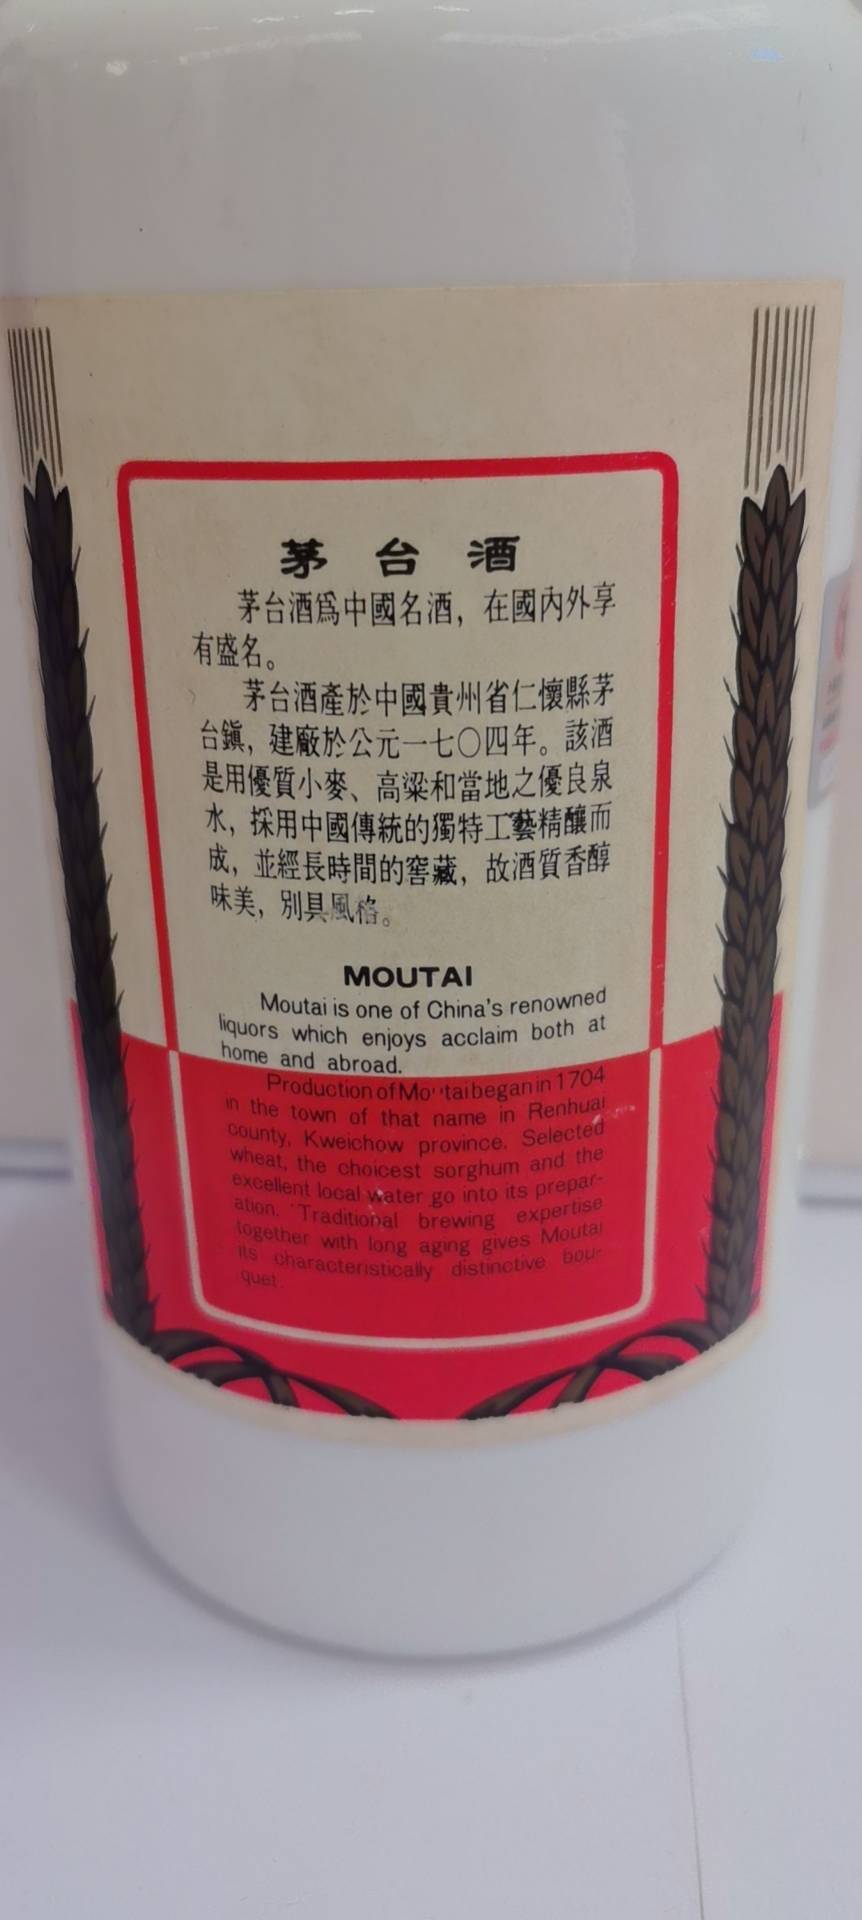 茅台酒
茅台酒爲中國名酒，在國內外享
有盛名。
茅台酒產於中國貴州省仁懷縣茅
台鎮，建廠於公元一七〇四年。該酒
是用優質小麥、高粱和當地之優良泉
水，採用中國傳統的獨特工藝精釀而
成，並經長時間的窖藏，故酒質香醇
味美，別具風格。
MOUTAI
Moutai is one of China's renowned
liquors which enjoys acclaim both at
home and abroad.
Production of Moutai began in 1704
in the town of that name in Renhuai
county, Kweichow province. Selected
wheat, the choicest sorghum and the
excellent local water go into its prepar-
ation. Traditional brewing expertise
together with long aging gives Moutai
its characteristically distinctive bou-
quet.